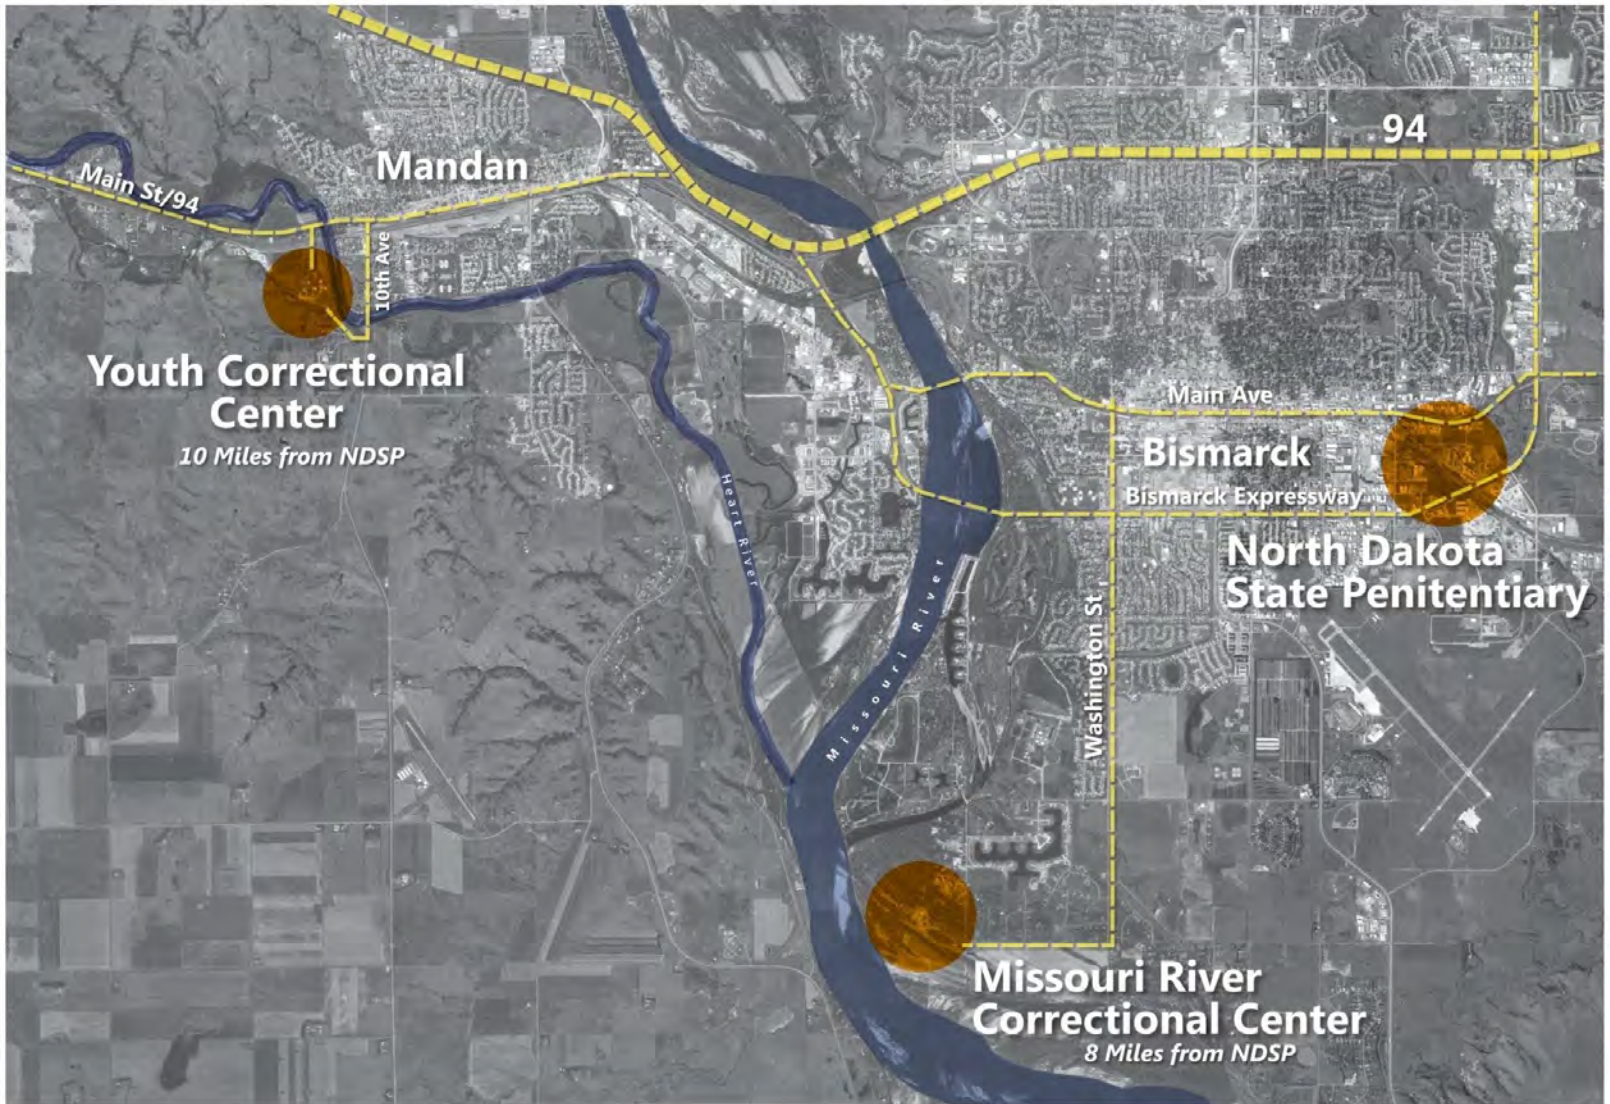 94
Mandan
Main St/94
10th Ave
Youth Correctional
Center
10 Miles from NDSP
Main Ave
Bismarck
Bismarck Expressway
North Dakota
State Penitentiary
Heart River
Missouri River
Washington St
Missouri River
Correctional Center
8 Miles from NDSP